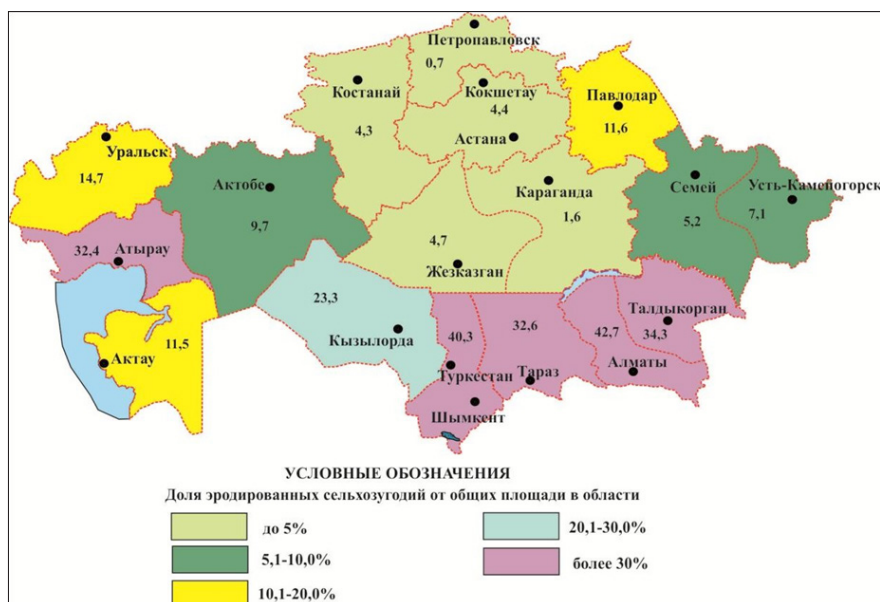 Петропавловск
0,7
Костанай
4,3
Кокшетау
4,4
Астана
Павлодар
11,6
Уральск
14,7
Актобе
9,7
Караганда
1,6
Семей
5,2
Усть-Каменогорск
7,1
32,4
Атырау
4,7
Жезказган
23,3
Кызылорда
11,5
Актау
40,3
Туркестан
32,6
Тараз
42,7
Алматы
Талдыкорган
34,3
Шымкент
УСЛОВНЫЕ ОБОЗНАЧЕНИЯ
Доля эродированных сельхозугодий от общих площади в области
до 5%
5,1-10,0%
10,1-20,0%
20,1-30,0%
более 30%